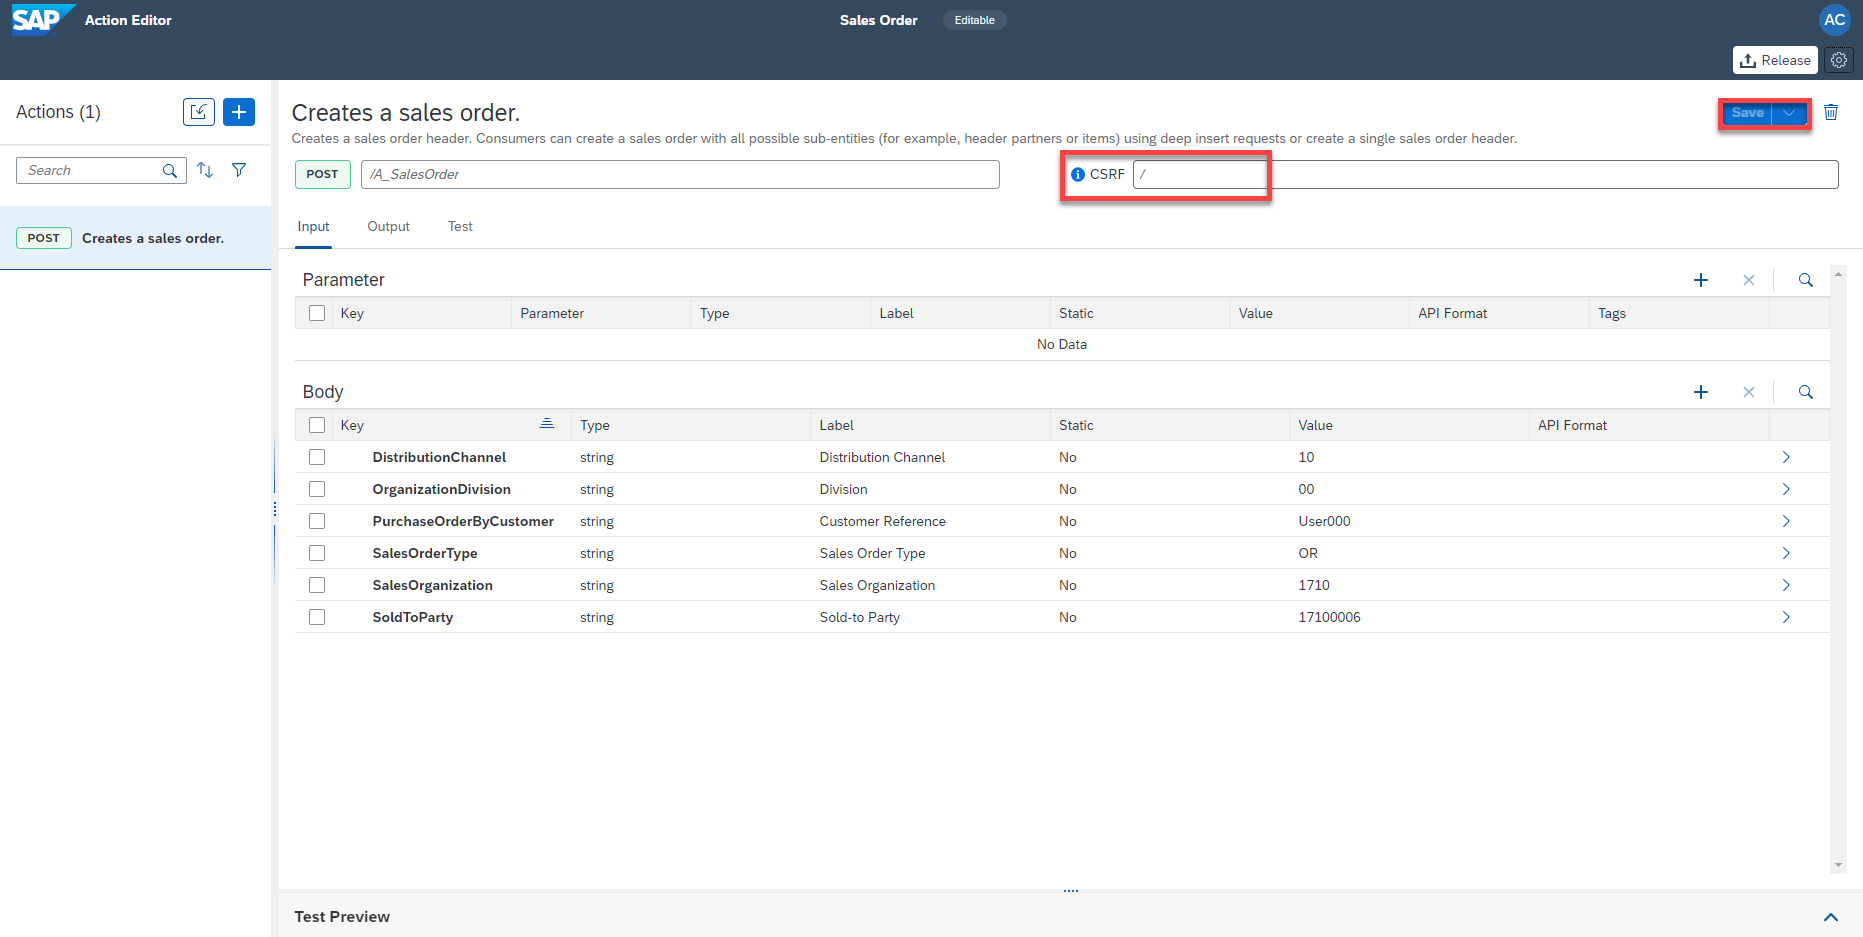 SAP Action Editor
Sales Order Editable
AC
Release
Actions (1)
Search
POST Creates a sales order.
Creates a sales order.
Save
Creates a sales order header. Consumers can create a sales order with all possible sub-entities (for example, header partners or items) using deep insert requests or create a single sales order header.
POST /A_SalesOrder
CSRF /
Input Output Test
Parameter
Key Parameter Type Label Static Value API Format Tags
No Data
Body
Key Type Label Static Value API Format
DistributionChannel string Distribution Channel No 10
OrganizationDivision string Division No 00
PurchaseOrderByCustomer string Customer Reference No User000
SalesOrderType string Sales Order Type No OR
SalesOrganization string Sales Organization No 1710
SoldToParty string Sold-to Party No 17100006
Test Preview